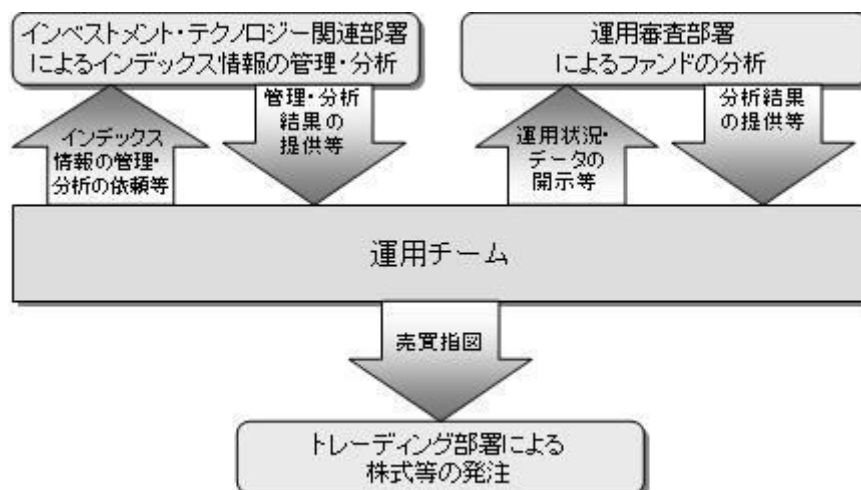 インベストメント・テクノロジー関連部署
によるインデックス情報の管理・分析
運用審査部署
によるファンドの分析
インデックス
情報の管理・
分析の依頼等
管理・分析
結果の
提供等
運用状況・
データの
開示等
分析結果
の提供等
運用チーム
売買指図
トレーディング部署による
株式等の発注